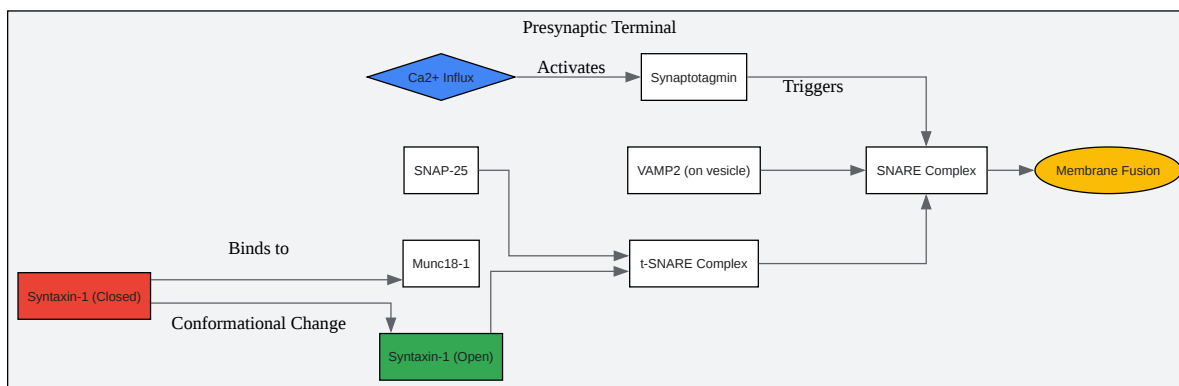 Presynaptic Terminal
Ca2+ Influx
Activates
Synaptotagmin
Triggers
SNAP-25
VAMP2 (on vesicle)
SNARE Complex
Membrane Fusion
Binds to
Munc18-1
t-SNARE Complex
Syntaxin-1 (Closed)
Conformational Change
Syntaxin-1 (Open)